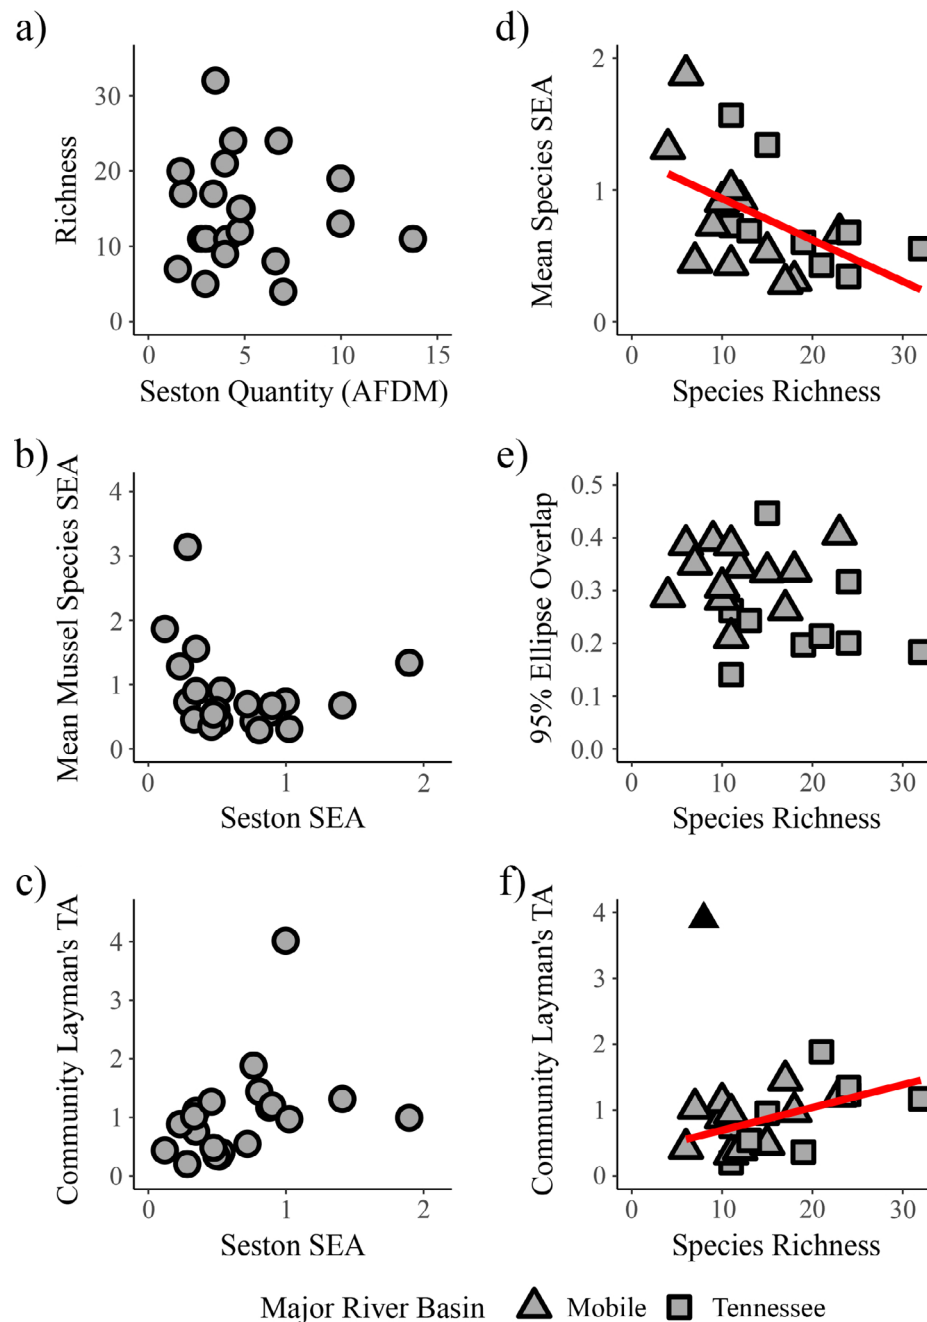 a)
Richness
30
20
10
0
0 5 10 15
Seston Quantity (AFDM)
b)
Mean Mussel Species SEA
4
3
2
1
0
0 1 2
Seston SEA
c)
Community Layman's TA
4
3
2
1
0
0 1 2
Seston SEA
d)
Mean Species SEA
2
1
0
0 10 20 30
Species Richness
e)
95% Ellipse Overlap
0.5
0.4
0.3
0.2
0.1
0.0
0 10 20 30
Species Richness
f)
Community Layman's TA
4
3
2
1
0
0 10 20 30
Species Richness
Major River Basin Mobile Tennessee